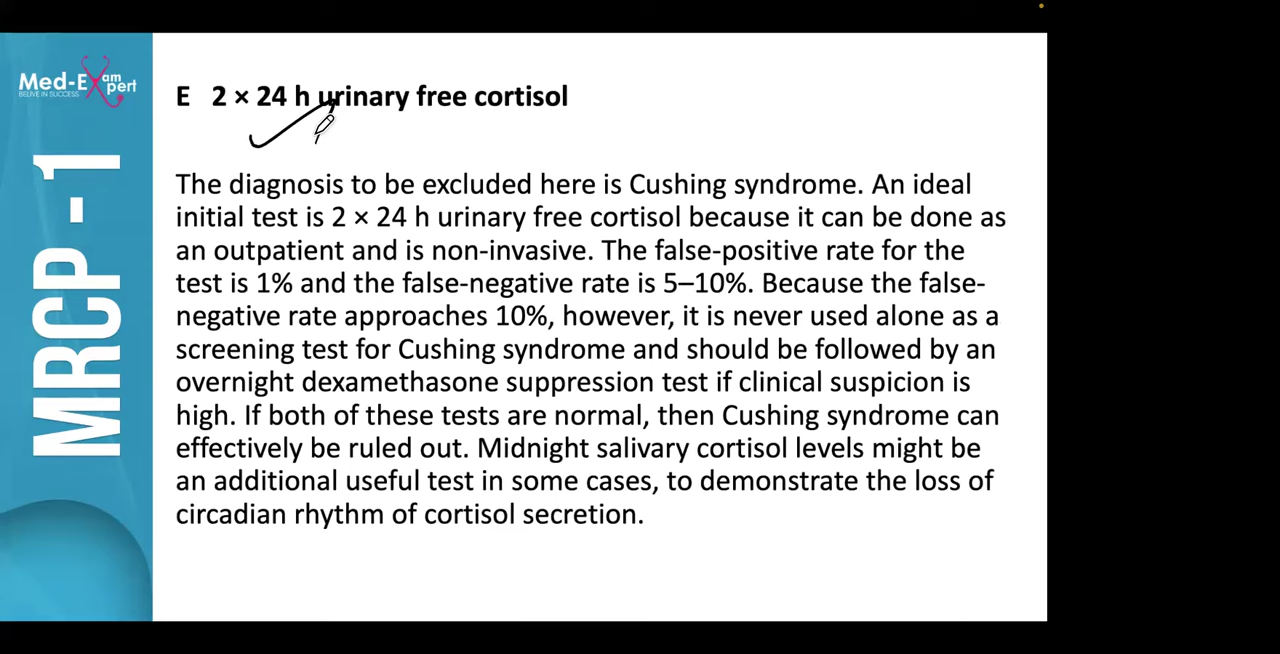 Med-Exam
pert
BELIVE IN SUCCESS
MRCP - 1
E 2 × 24 h urinary free cortisol
The diagnosis to be excluded here is Cushing syndrome. An ideal
initial test is 2 × 24 h urinary free cortisol because it can be done as
an outpatient and is non-invasive. The false-positive rate for the
test is 1% and the false-negative rate is 5–10%. Because the false-
negative rate approaches 10%, however, it is never used alone as a
screening test for Cushing syndrome and should be followed by an
overnight dexamethasone suppression test if clinical suspicion is
high. If both of these tests are normal, then Cushing syndrome can
effectively be ruled out. Midnight salivary cortisol levels might be
an additional useful test in some cases, to demonstrate the loss of
circadian rhythm of cortisol secretion.